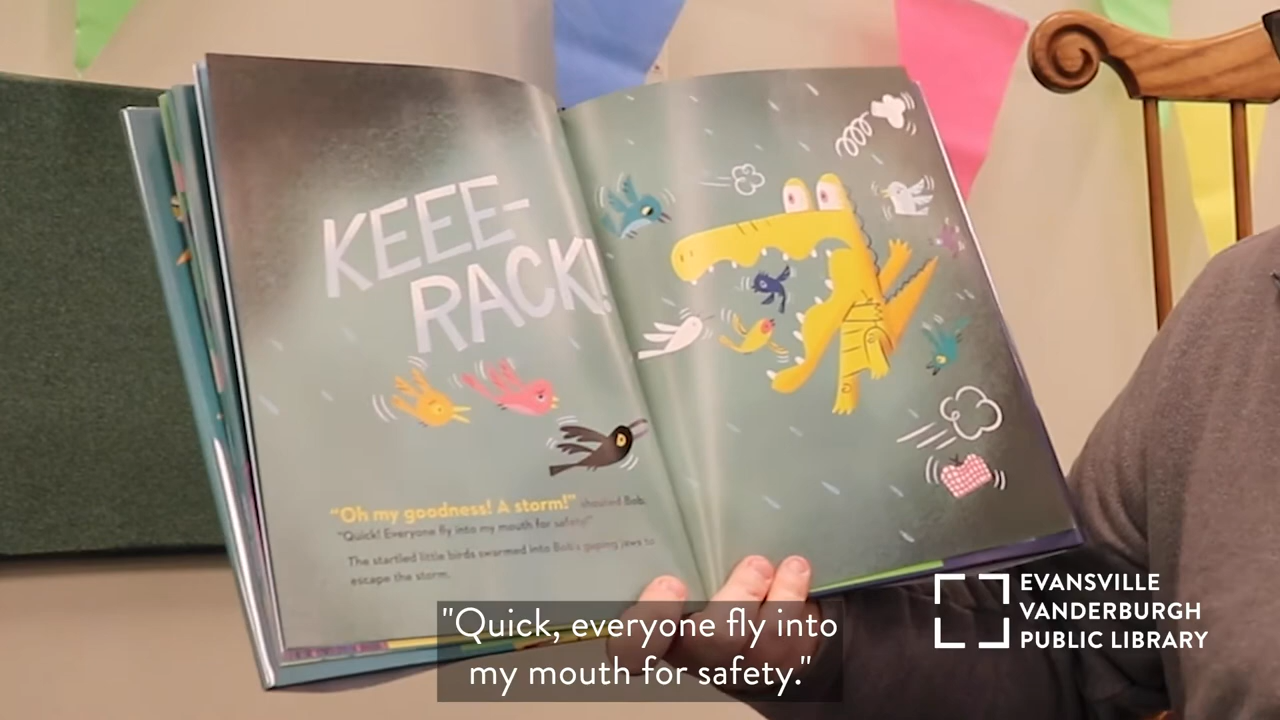 KEEE-
RACK!
"Oh my goodness! A storm!" shouted Bob.
"Quick! Everyone fly into my mouth for safety!"
The startled little birds swarmed into Bob's gaping jaws to
escape the storm.
"Quick, everyone fly into
my mouth for safety."
EVANSVILLE
VANDERBURGH
PUBLIC LIBRARY